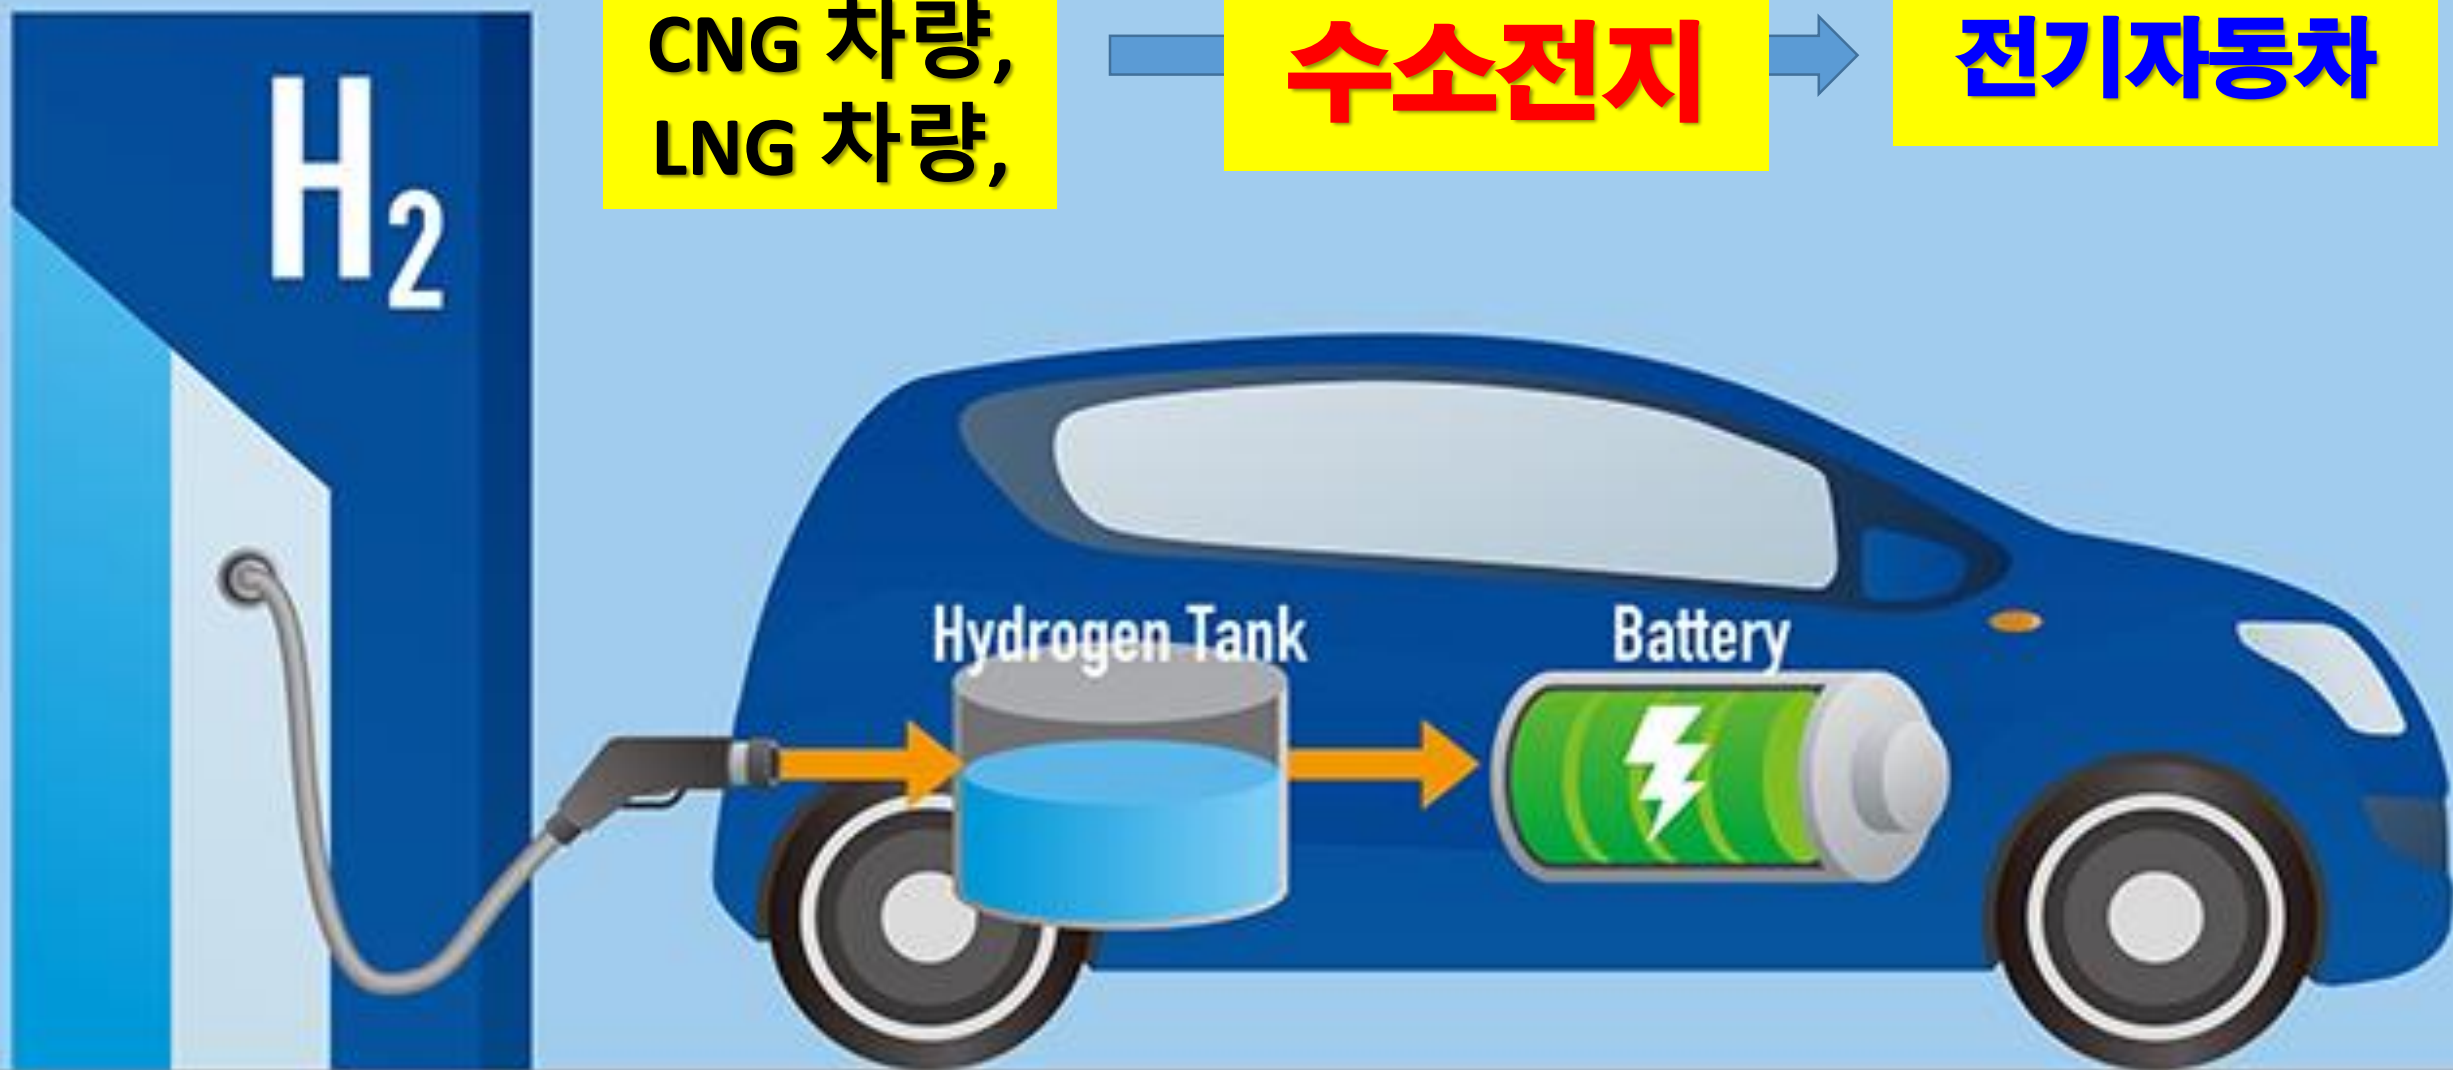 CNG 차량,
LNG 차량,
수소전지
전기자동차
H2
Hydrogen Tank
Battery